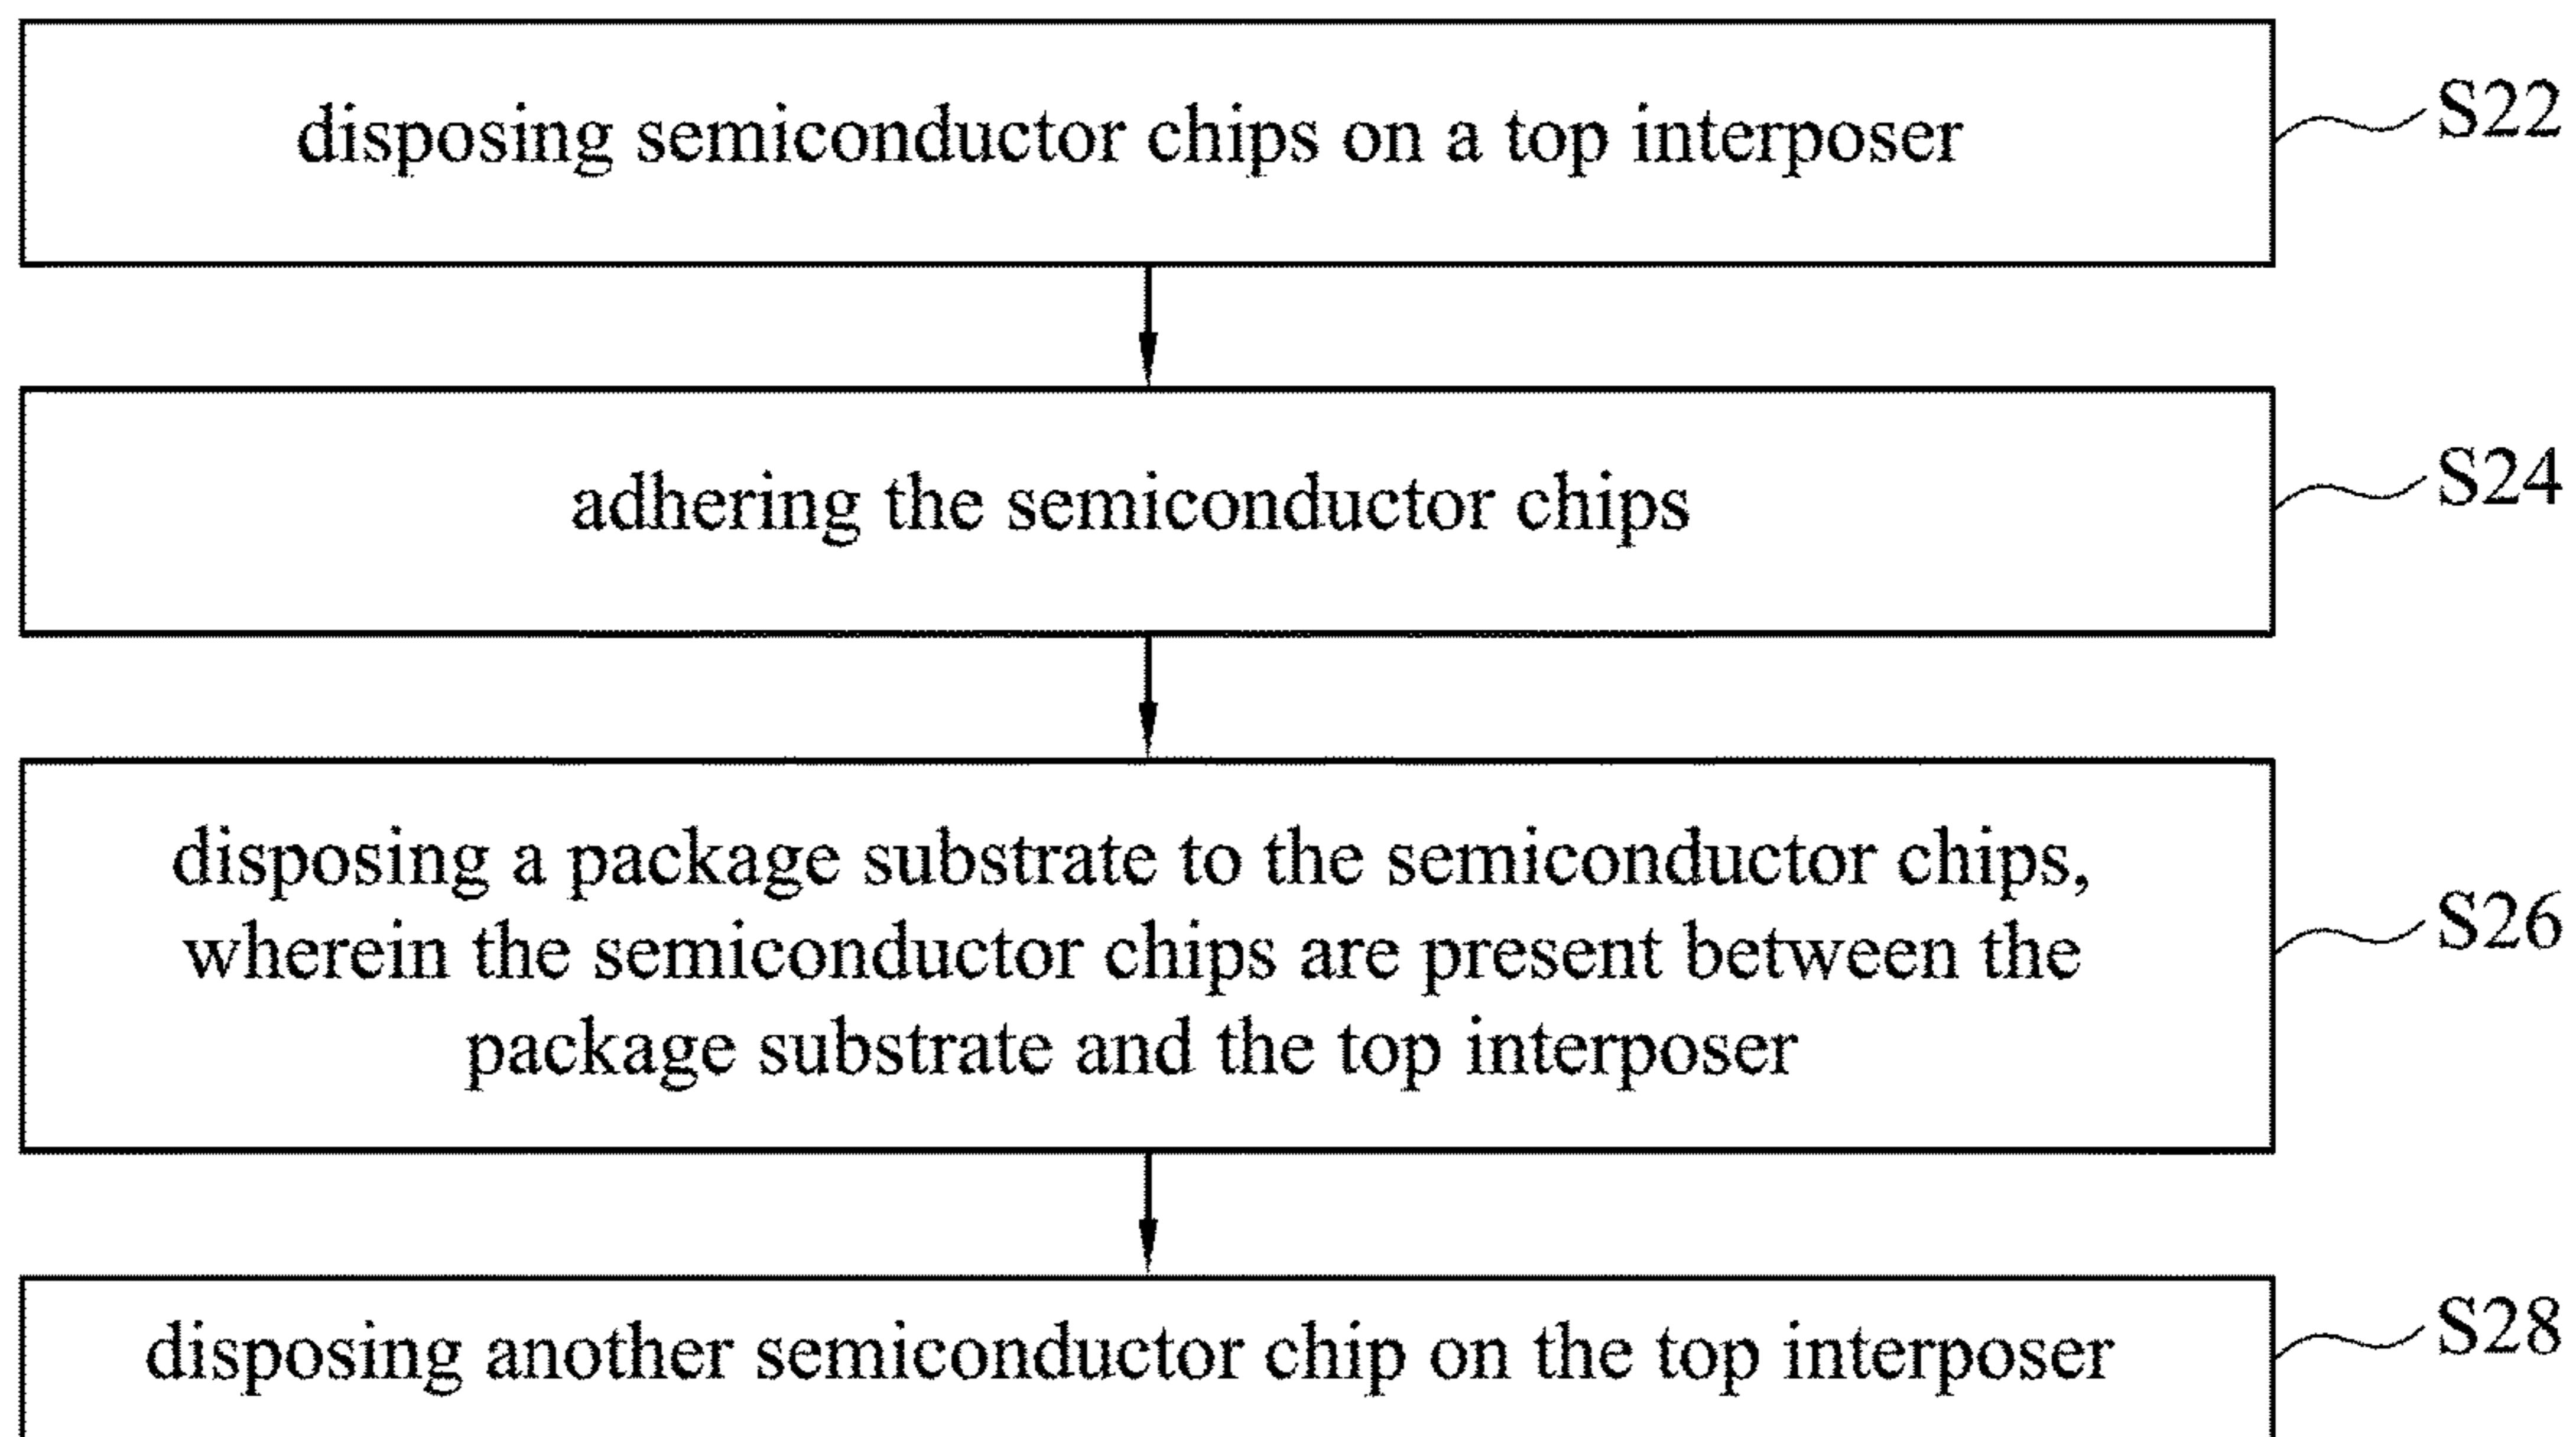 disposing semiconductor chips on a top interposer
S22
adhering the semiconductor chips
S24
disposing a package substrate to the semiconductor chips,
wherein the semiconductor chips are present between the
package substrate and the top interposer
S26
disposing another semiconductor chip on the top interposer
S28